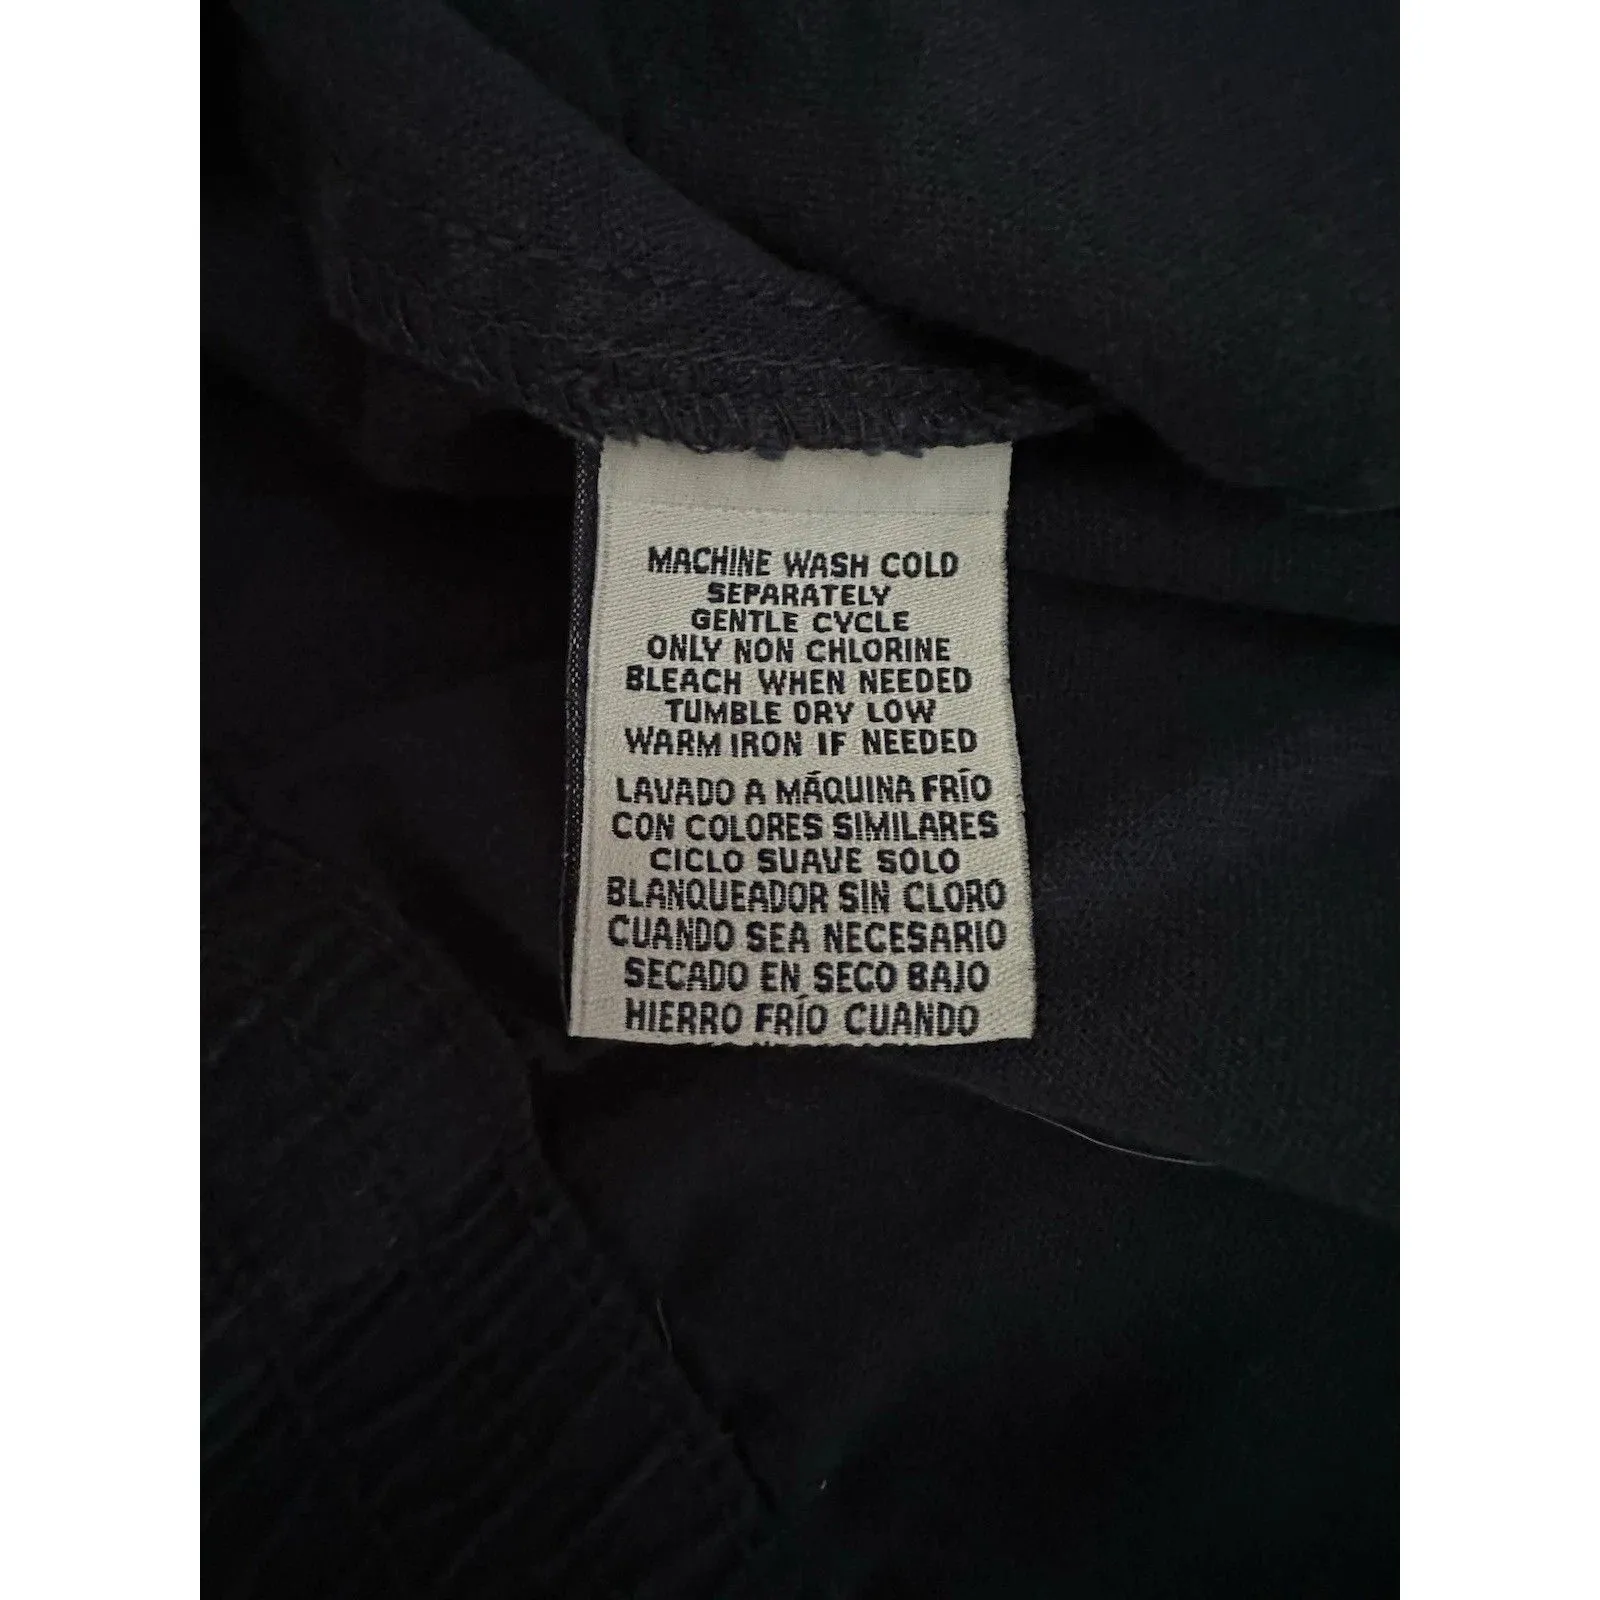 MACHINE WASH COLD
SEPARATELY
GENTLE CYCLE
ONLY NON CHLORINE
BLEACH WHEN NEEDED
TUMBLE DRY LOW
WARM IRON IF NEEDED
LAVADO A MÁQUINA FRÍO
CON COLORES SIMILARES
CICLO SUAVE SOLO
BLANQUEADOR SIN CLORO
CUANDO SEA NECESARIO
SECADO EN SECO BAJO
HIERRO FRÍO CUANDO